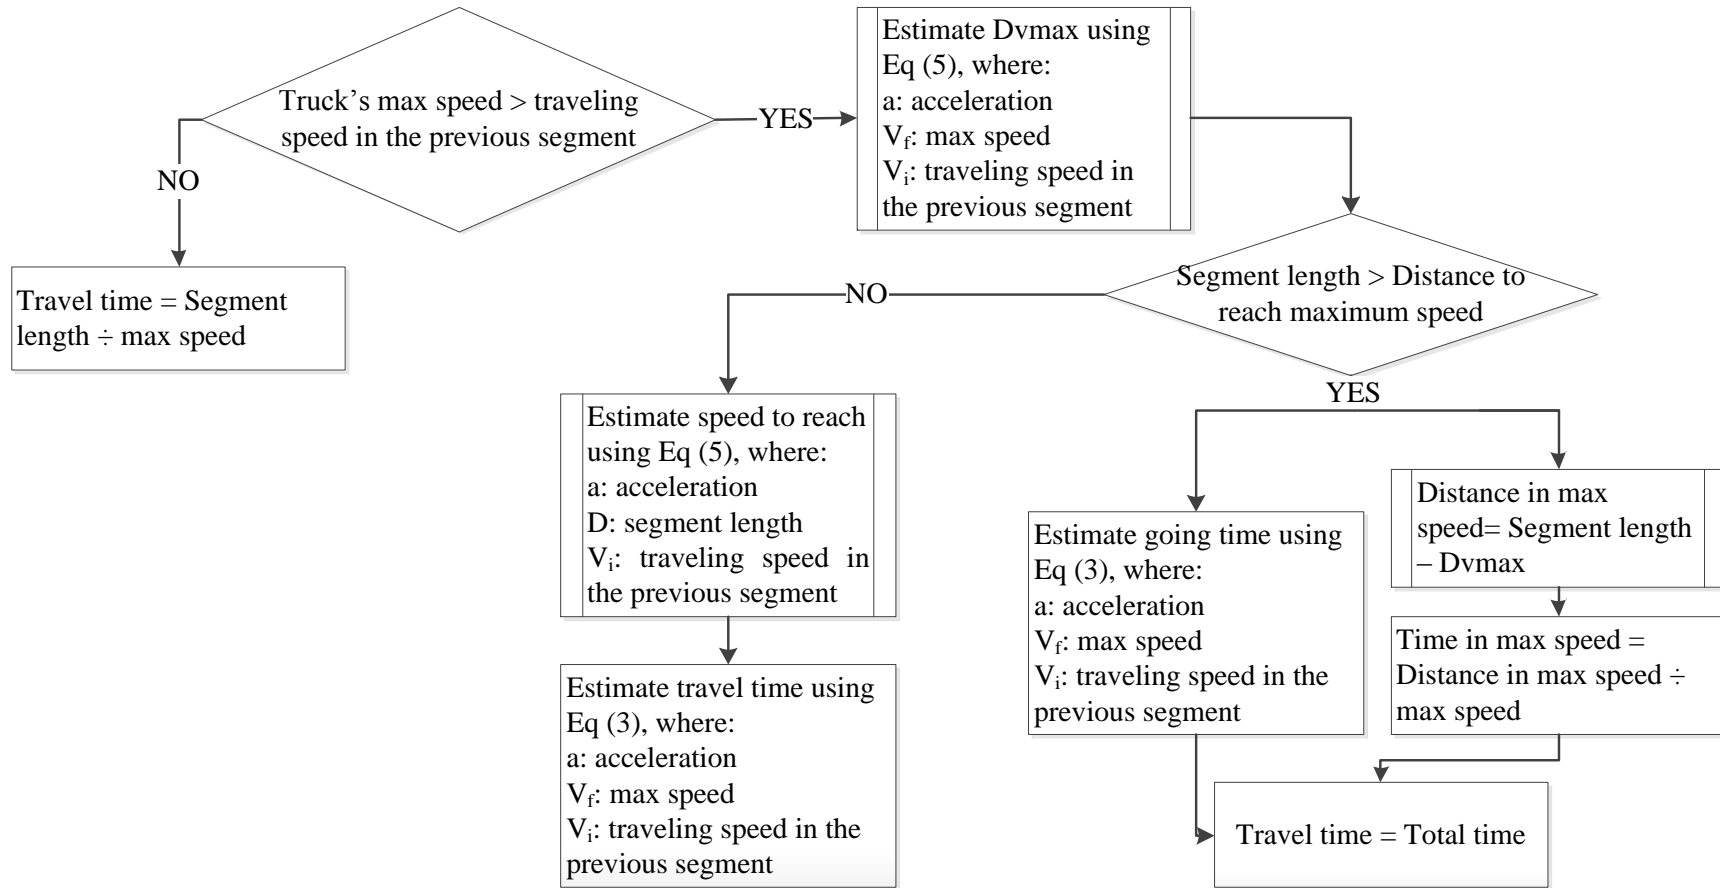 Truck’s max speed > traveling
speed in the previous segment
YES
NO
Estimate Dvmax using
Eq (5), where:
a: acceleration
Vf: max speed
Vi: traveling speed in
the previous segment
Travel time = Segment
length ÷ max speed
Segment length > Distance to
reach maximum speed
NO
YES
Estimate speed to reach
using Eq (5), where:
a: acceleration
D: segment length
Vi: traveling speed in
the previous segment
Estimate travel time using
Eq (3), where:
a: acceleration
Vf: max speed
Vi: traveling speed in the
previous segment
Estimate going time using
Eq (3), where:
a: acceleration
Vf: max speed
Vi: traveling speed in the
previous segment
Distance in max
speed= Segment length
– Dvmax
Time in max speed =
Distance in max speed ÷
max speed
Travel time = Total time